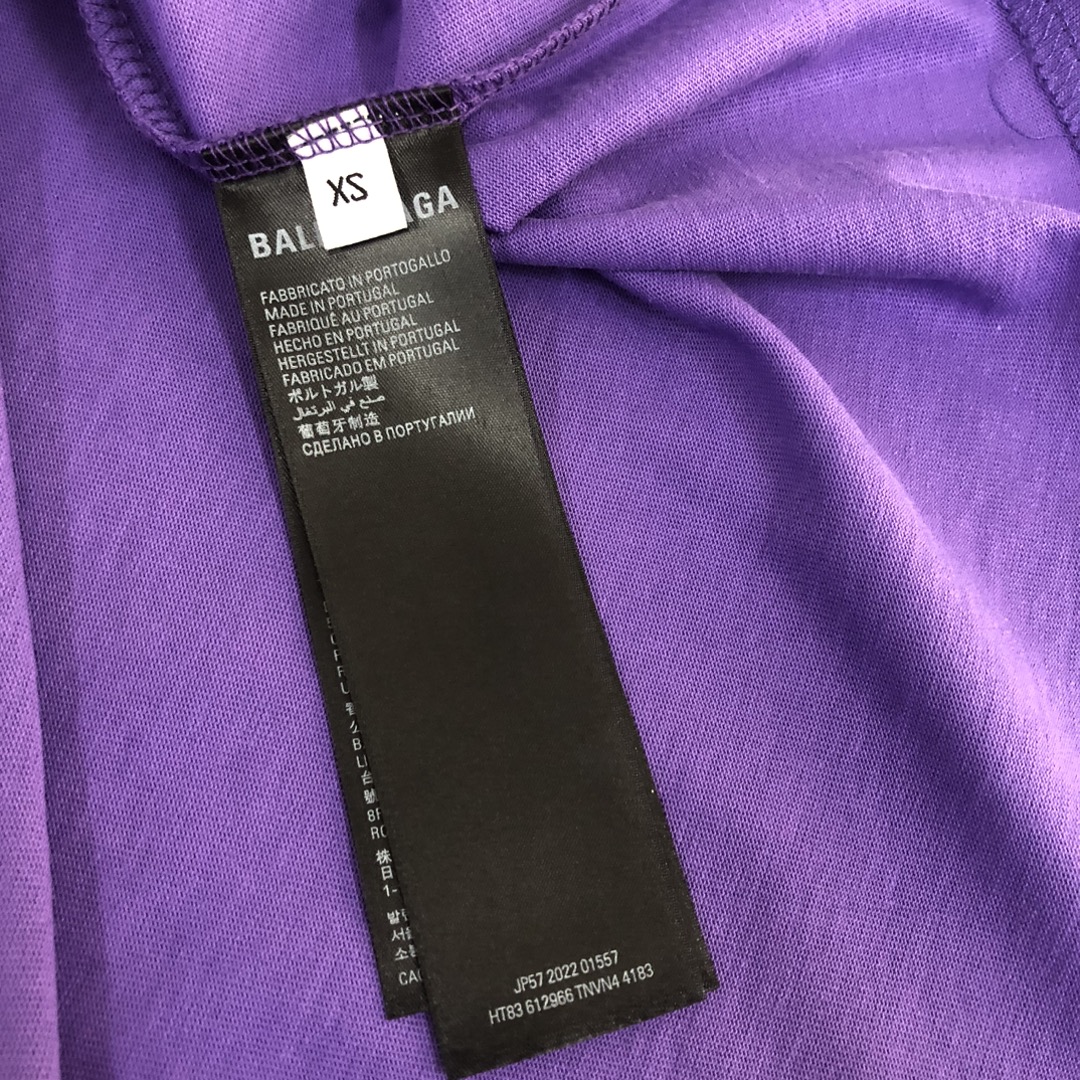 XS
FABBRICATO IN PORTOGALLO
MADE IN PORTUGAL
FABRIQUÉ AU PORTUGAL
HECHO EN PORTUGAL
HERGESTELLT IN PORTUGAL
FABRICADO EM PORTUGAL
ポルトガル製
صنع في البرتغال
葡萄牙制造
СДЕЛАНО В ПОРТУГАЛИИ
JP57 2022 01557
HT83 612966 TNVN4 4183